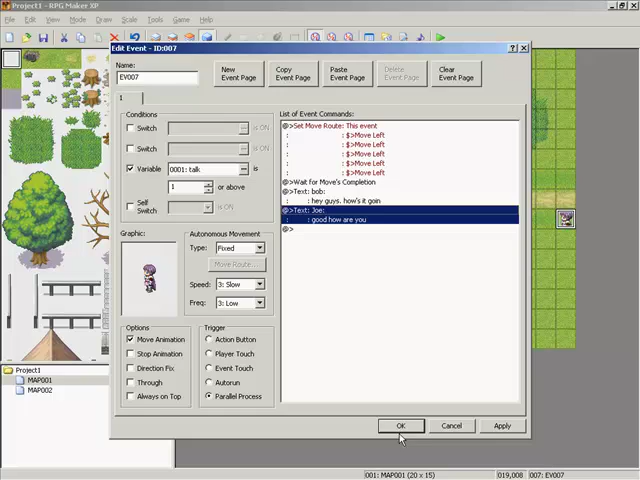 Project1 - RPG Maker XP
File Edit View Mode Draw Scale Tools Game Help
Edit Event - ID:007
Name:
EV007
New Event Page
Copy Event Page
Paste Event Page
Delete Event Page
Clear Event Page
1
Conditions
Switch is ON
Switch is ON
Variable 0001: talk is
1 or above
Self Switch is ON
Graphic:
Autonomous Movement
Type: Fixed
Move Route...
Speed: 3: Slow
Freq: 3: Low
Options
Move Animation
Stop Animation
Direction Fix
Through
Always on Top
Trigger
Action Button
Player Touch
Event Touch
Autorun
Parallel Process
List of Event Commands:
@>Set Move Route: This event
: : $>Move Left
: : $>Move Left
: : $>Move Left
: : $>Move Left
: : $>Move Left
@>Wait for Move's Completion
@>Text: bob:
: : hey guys. how's it goin
@>Text: Joe:
: : good how are you
@>
OK Cancel Apply
Project1
MAP001
MAP002
001: MAP001 (20 x 15)
019,008
007: EV007